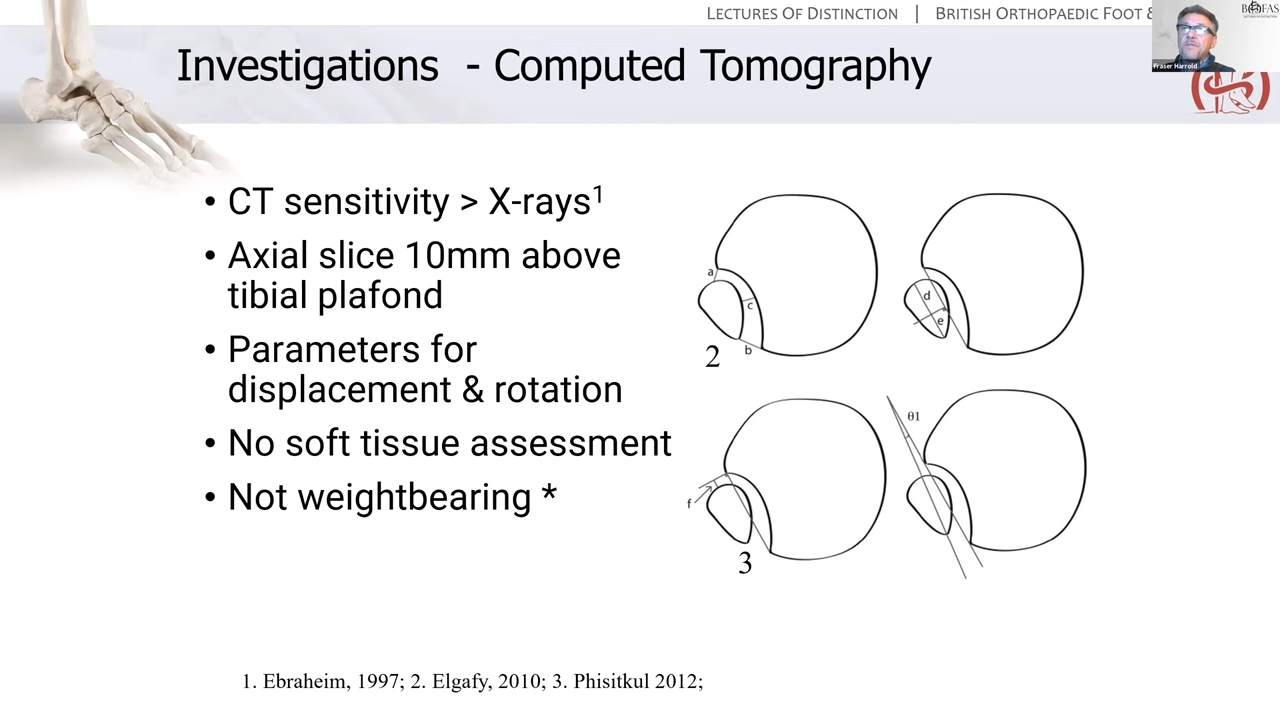 LECTURES OF DISTINCTION | BRITISH ORTHOPAEDIC FOOT &
Fraser Harrold
Investigations - Computed Tomography
• CT sensitivity > X-rays1
• Axial slice 10mm above
tibial plafond
• Parameters for
displacement & rotation
• No soft tissue assessment
• Not weightbearing *
a
c
b
2
d
e
f
3
θ1
1. Ebraheim, 1997; 2. Elgafy, 2010; 3. Phisitkul 2012;